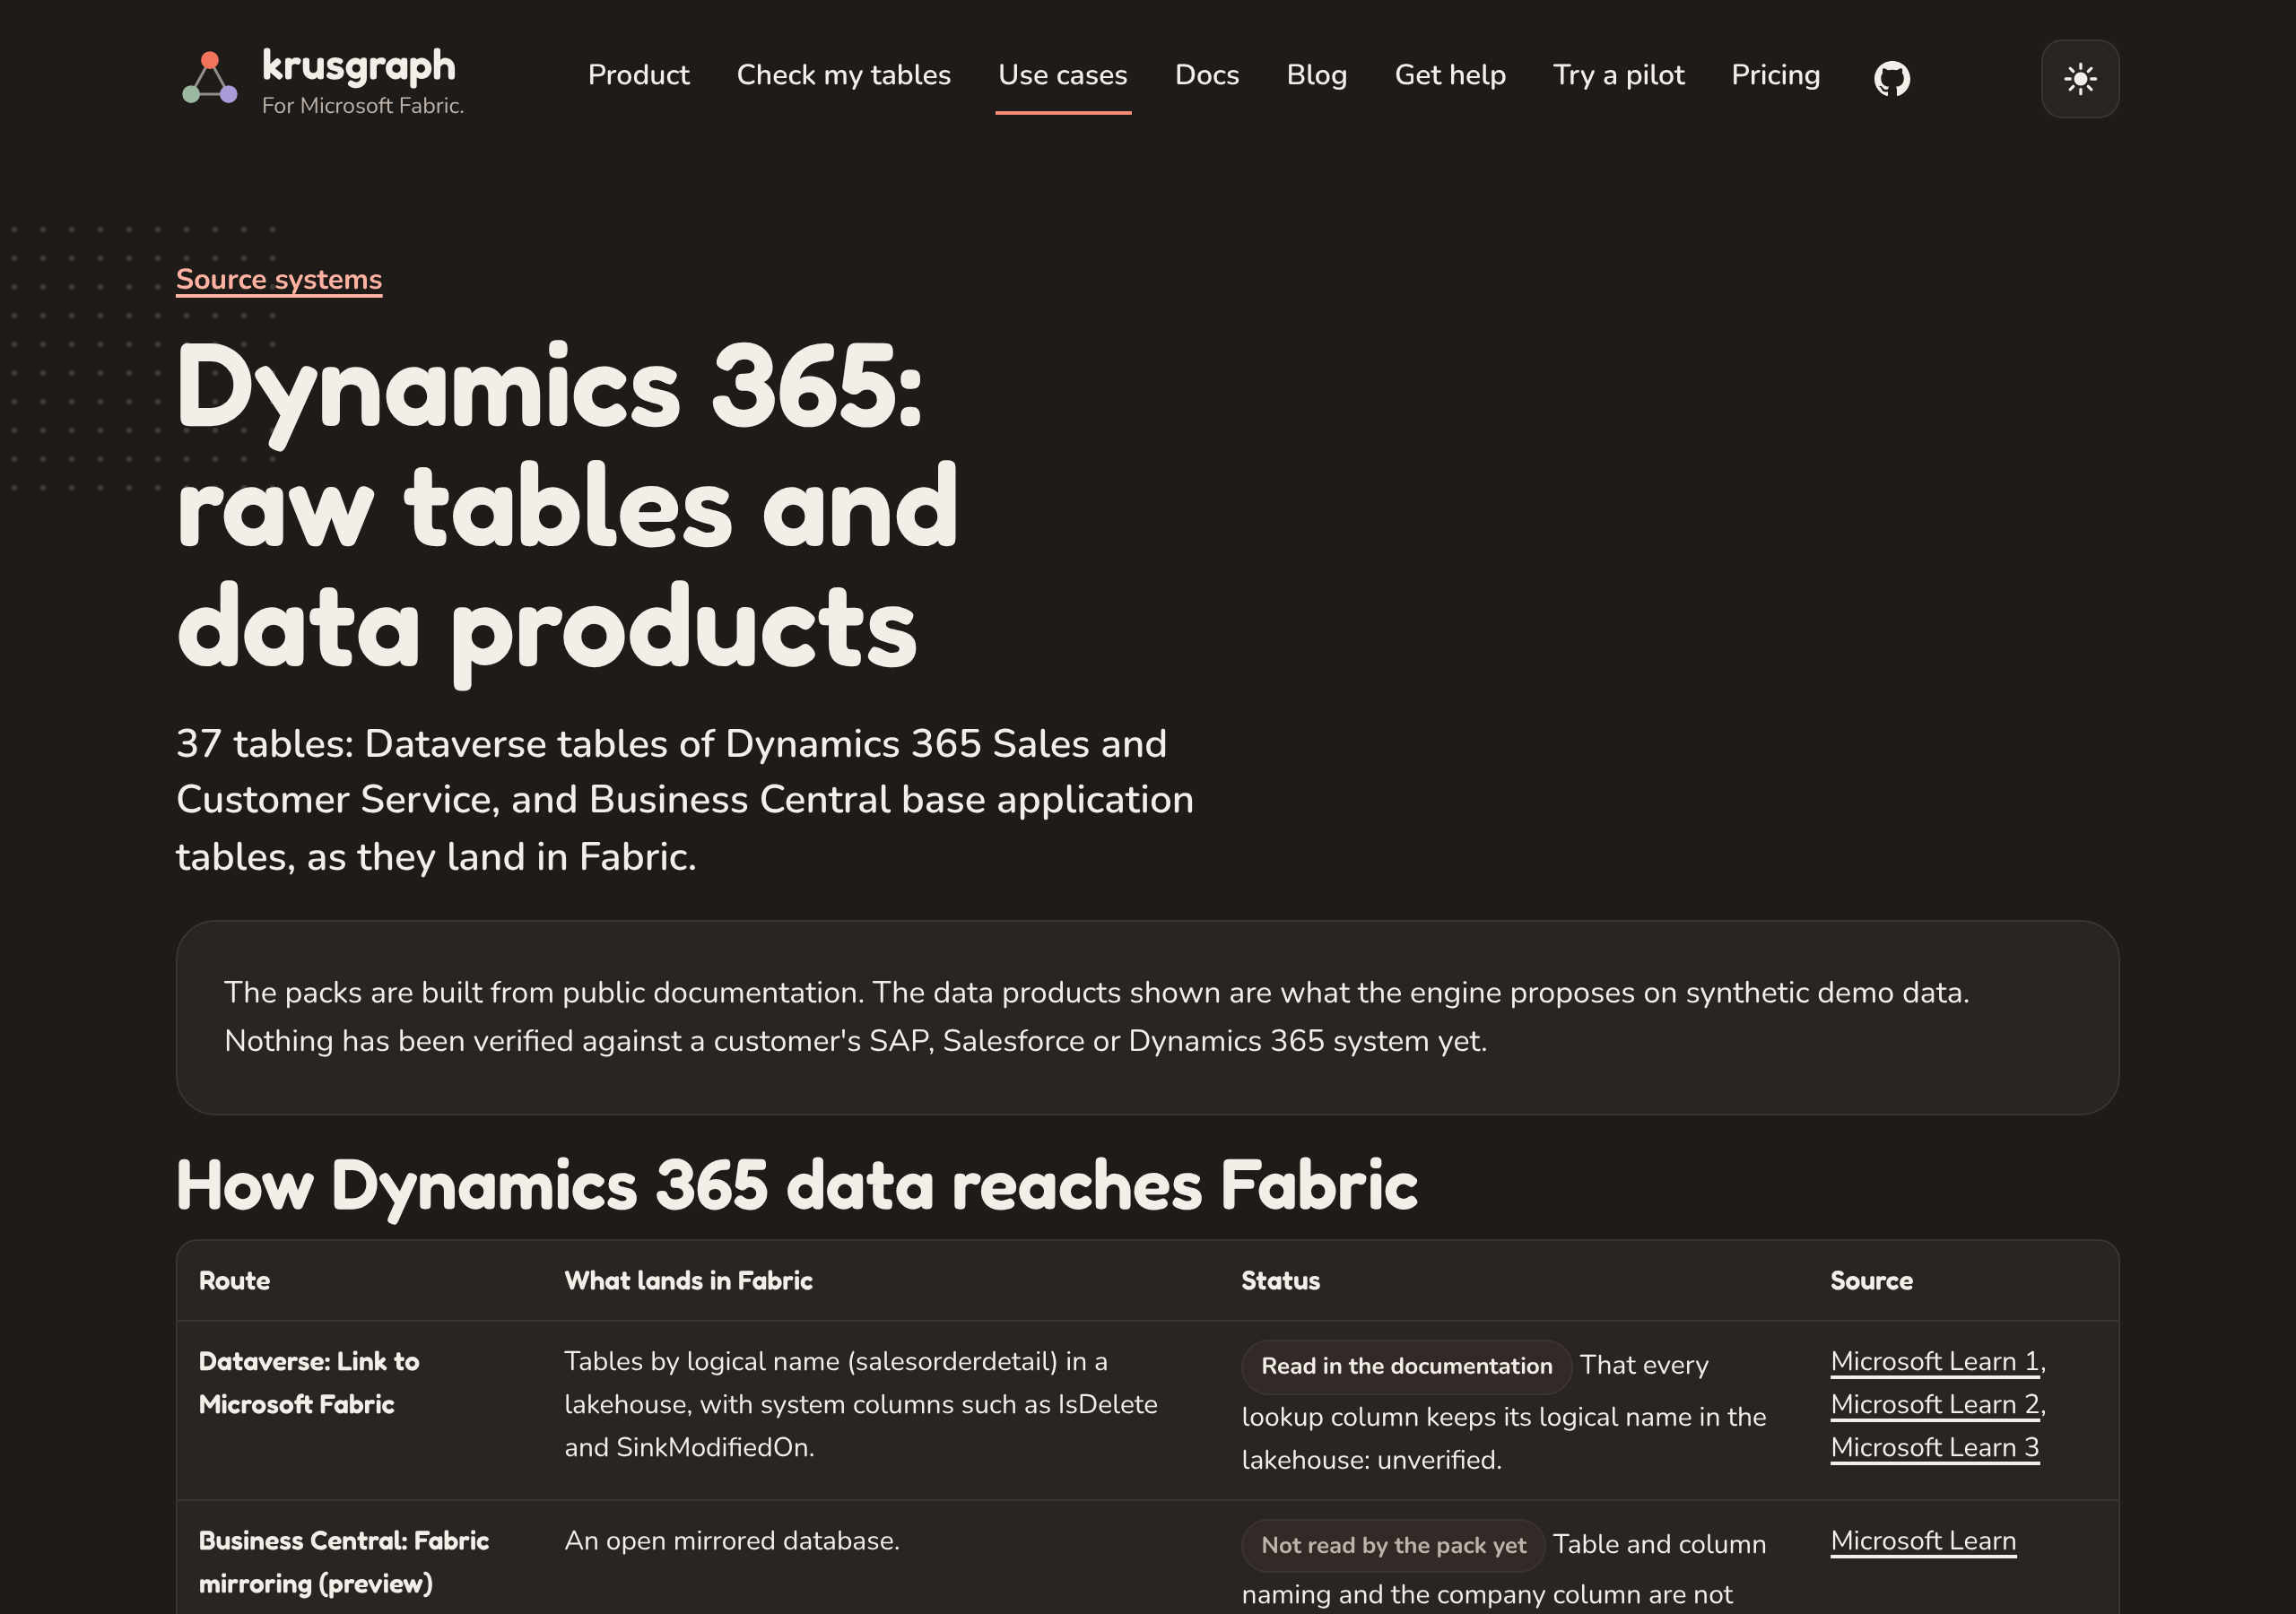 krusgraph
For Microsoft Fabric.
Product
Check my tables
Use cases
Docs
Blog
Get help
Try a pilot
Pricing
Source systems
Dynamics 365:
raw tables and
data products
37 tables: Dataverse tables of Dynamics 365 Sales and
Customer Service, and Business Central base application
tables, as they land in Fabric.
The packs are built from public documentation. The data products shown are what the engine proposes on synthetic demo data.
Nothing has been verified against a customer's SAP, Salesforce or Dynamics 365 system yet.
How Dynamics 365 data reaches Fabric
Route
What lands in Fabric
Status
Source
Dataverse: Link to
Microsoft Fabric
Tables by logical name (salesorderdetail) in a
lakehouse, with system columns such as IsDelete
and SinkModifiedOn.
Read in the documentation That every
lookup column keeps its logical name in the
lakehouse: unverified.
Microsoft Learn 1,
Microsoft Learn 2,
Microsoft Learn 3
Business Central: Fabric
mirroring (preview)
An open mirrored database.
Not read by the pack yet Table and column
naming and the company column are not
Microsoft Learn